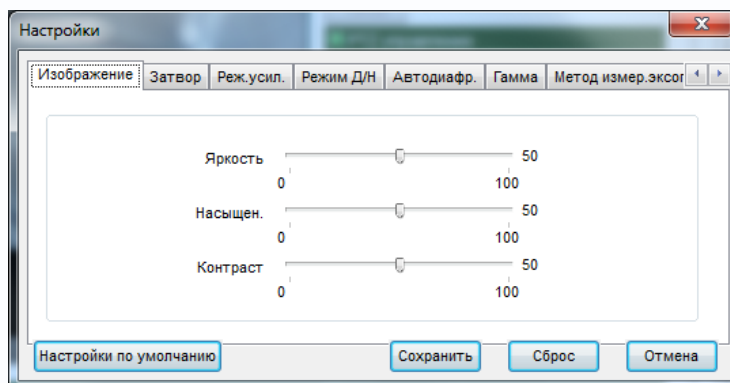 Настройки
Изображение Затвор Реж.усил. Режим Д/Н Автодиафр. Гамма Метод измер.экспог
Яркость 50
0 100
Насыщен. 50
0 100
Контраст 50
0 100
Настройки по умолчанию Сохранить Сброс Отмена